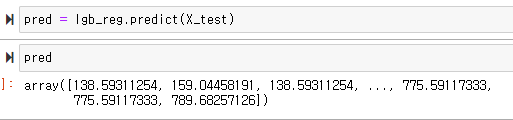 pred = lgb_reg.predict(X_test)
pred
]: array([138.59311254, 159.04458191, 138.59311254, ..., 775.59117333,
775.59117333, 789.68257126])